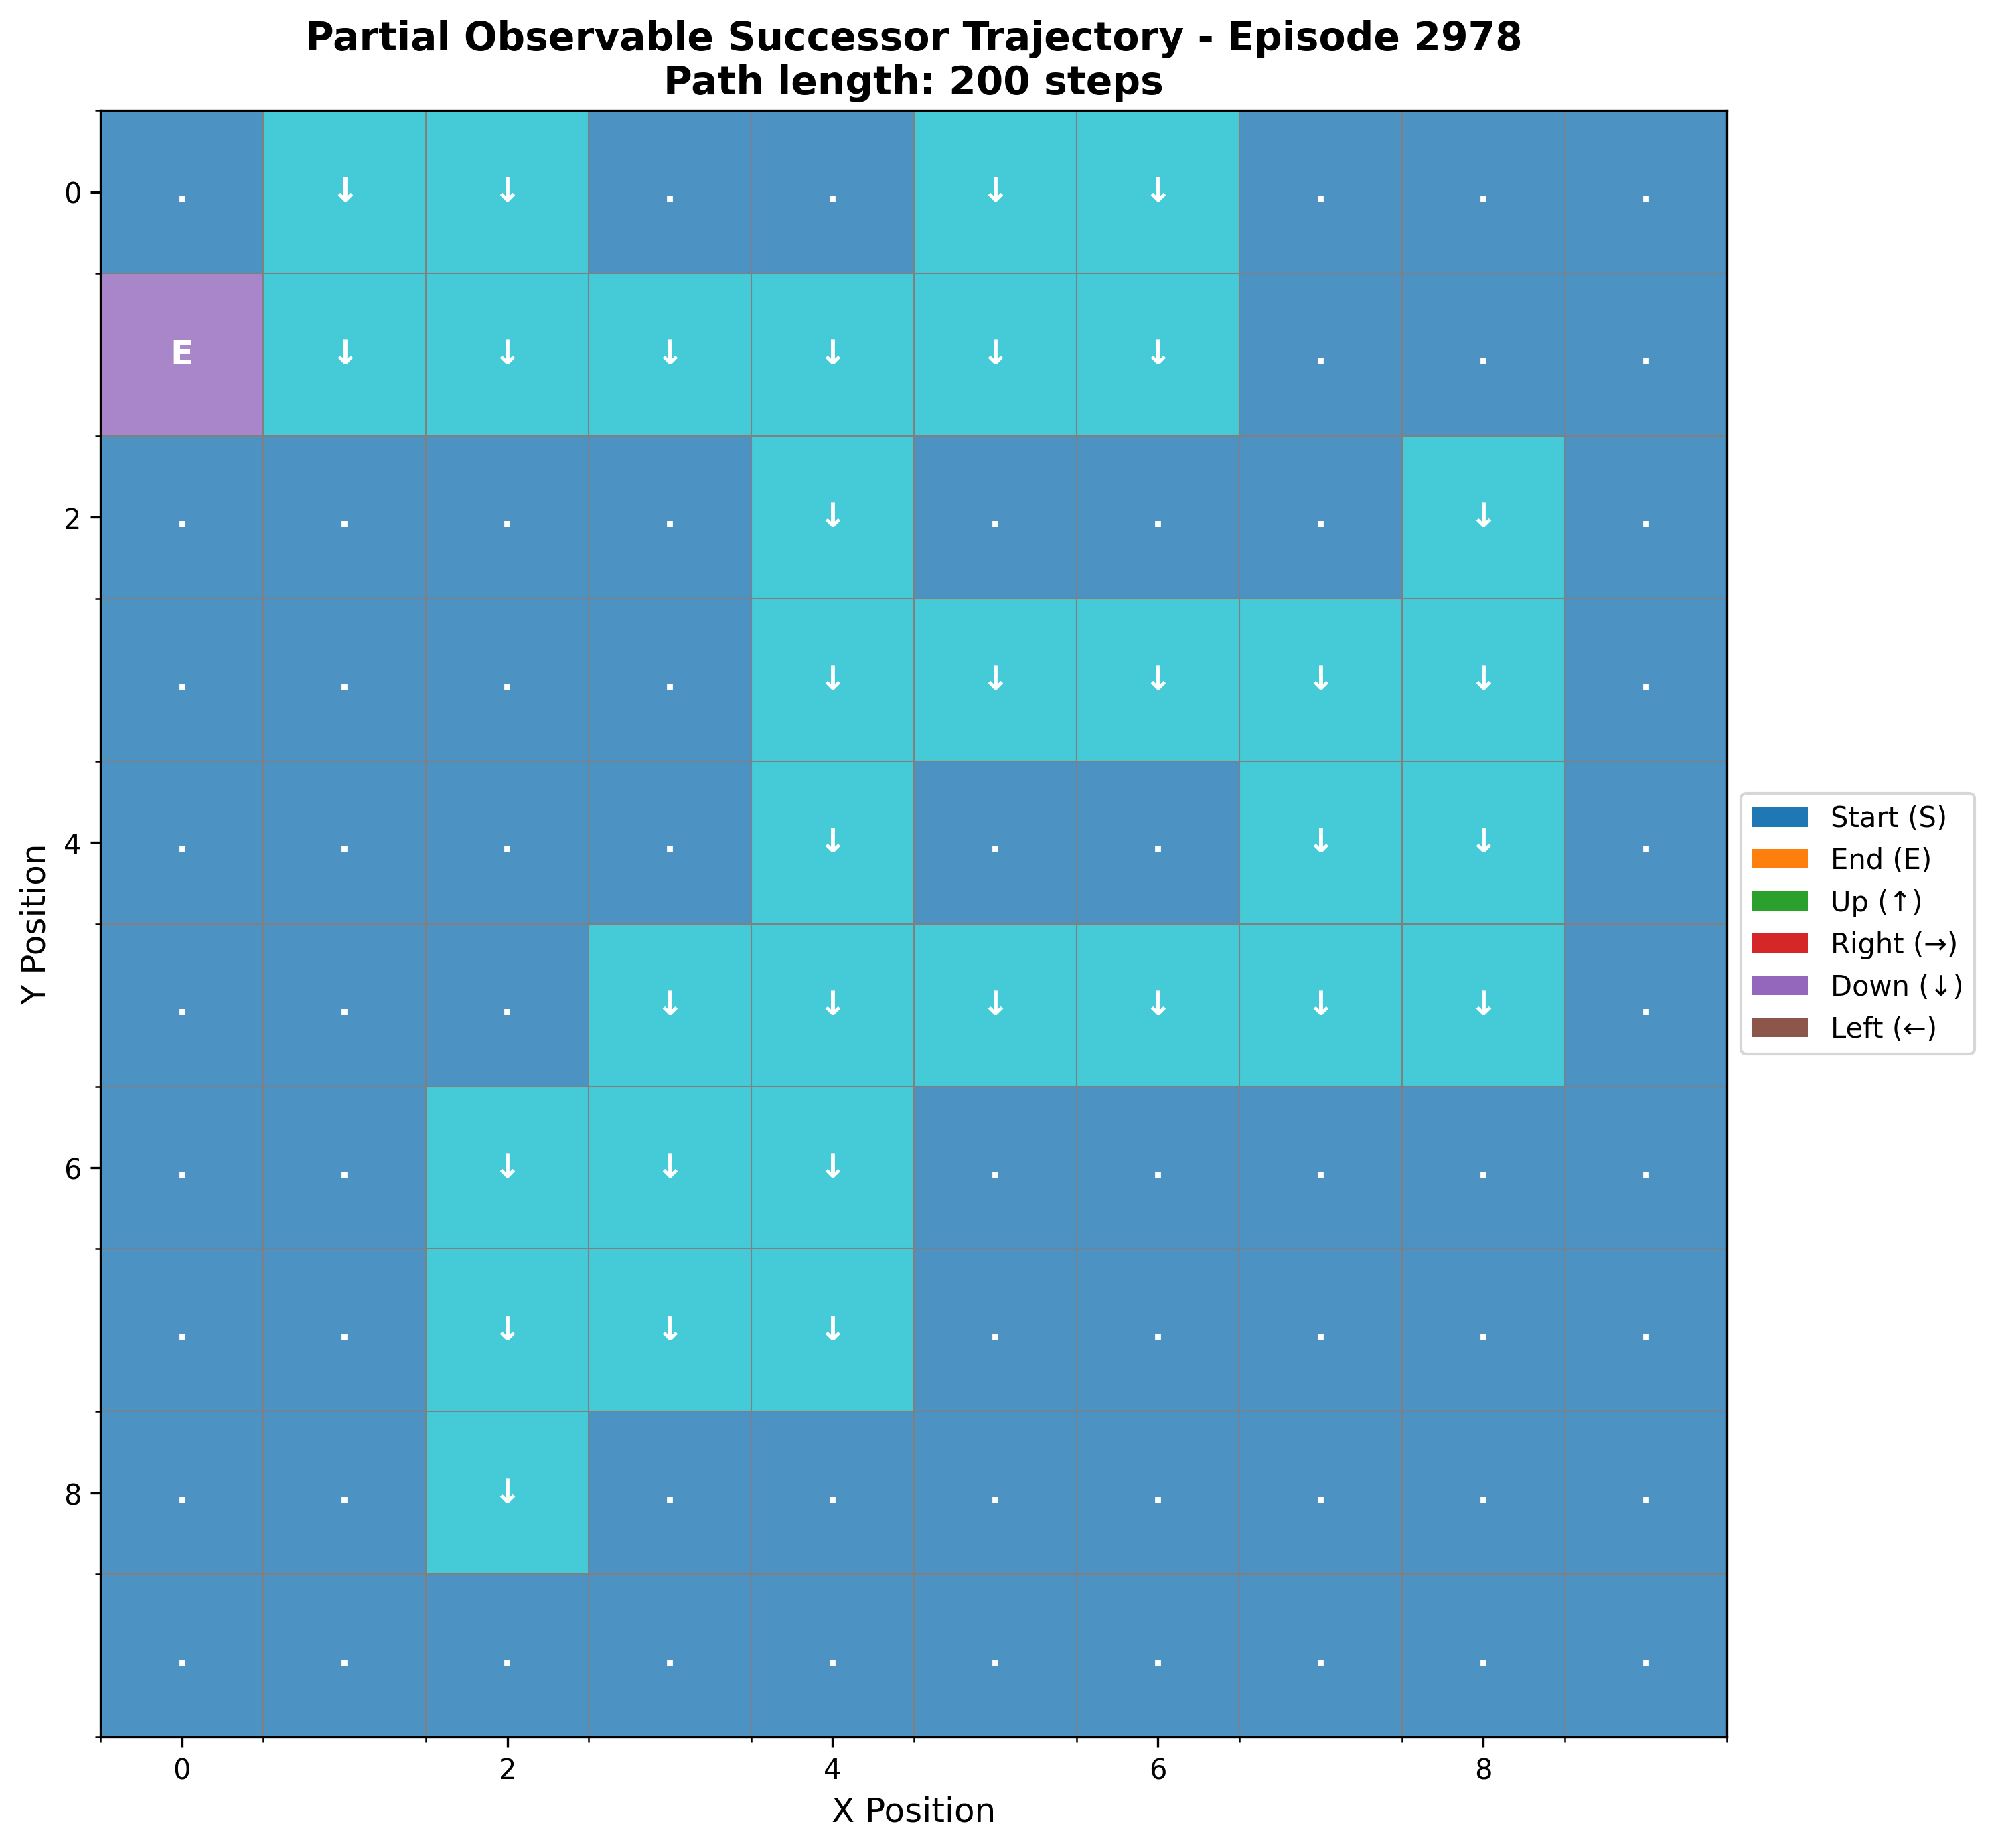 Partial Observable Successor Trajectory - Episode 2978
Path length: 200 steps
0 . ↓ ↓ . . ↓ ↓ . . .
E ↓ ↓ ↓ ↓ ↓ ↓ . . .
2 . . . . ↓ . . . ↓ .
. . . . ↓ ↓ ↓ ↓ ↓ .
4 . . . . ↓ . . ↓ ↓ .
. . . ↓ ↓ ↓ ↓ ↓ ↓ .
6 . . ↓ ↓ ↓ . . . . .
. . ↓ ↓ ↓ . . . . .
8 . . ↓ . . . . . . .
. . . . . . . . . .
0 2 4 6 8
X Position
Y Position
Start (S)
End (E)
Up (↑)
Right (→)
Down (↓)
Left (←)